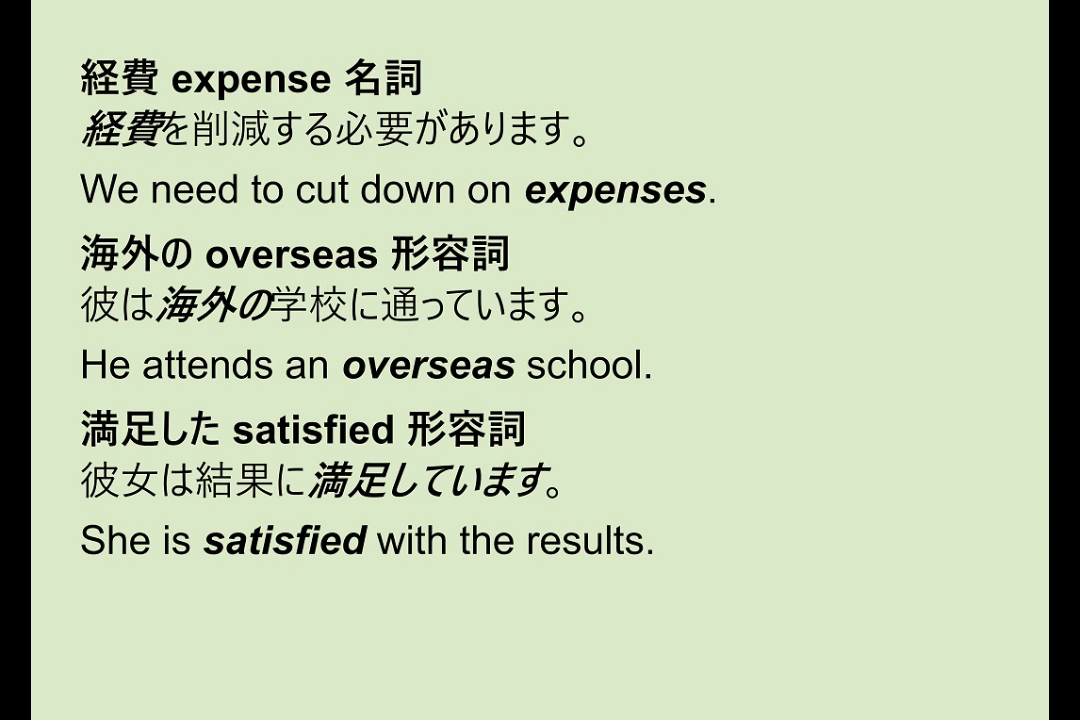 経費 expense 名詞
経費を削減する必要があります。
We need to cut down on expenses.
海外の overseas 形容詞
彼は海外の学校に通っています。
He attends an overseas school.
満足した satisfied 形容詞
彼女は結果に満足しています。
She is satisfied with the results.